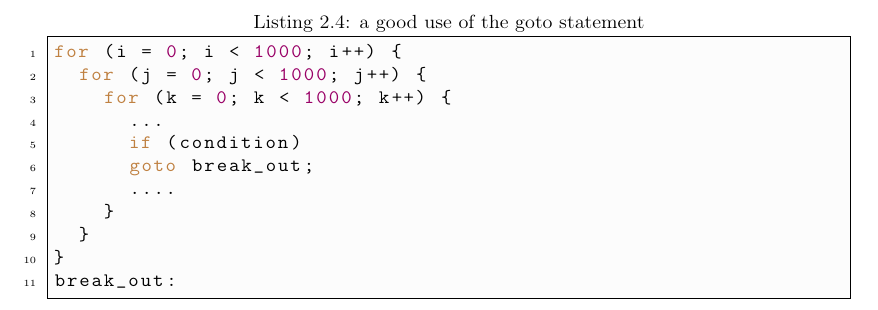 Listing 2.4: a good use of the goto statement
1 for (i = 0; i < 1000; i++) {
2   for (j = 0; j < 1000; j++) {
3     for (k = 0; k < 1000; k++) {
4       ...
5       if (condition)
6       goto break_out;
7       ....
8     }
9   }
10 }
11 break_out: